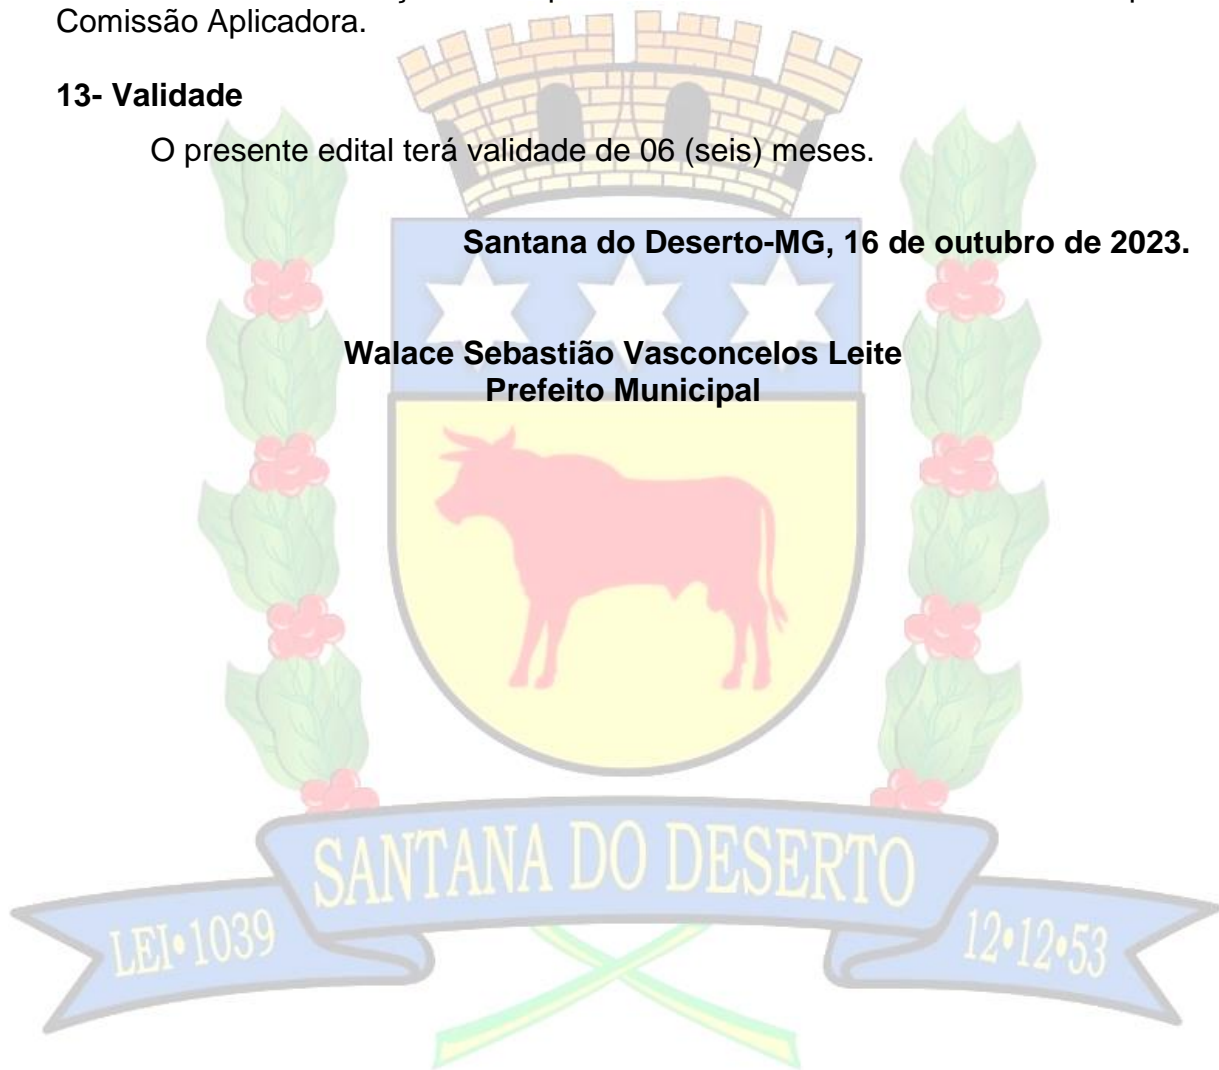 Comissão Aplicadora.
13- Validade
O presente edital terá validade de 06 (seis) meses.
Santana do Deserto-MG, 16 de outubro de 2023.
Walace Sebastião Vasconcelos Leite
Prefeito Municipal
SANTANA DO DESERTO
LEI•1039
12•12•53